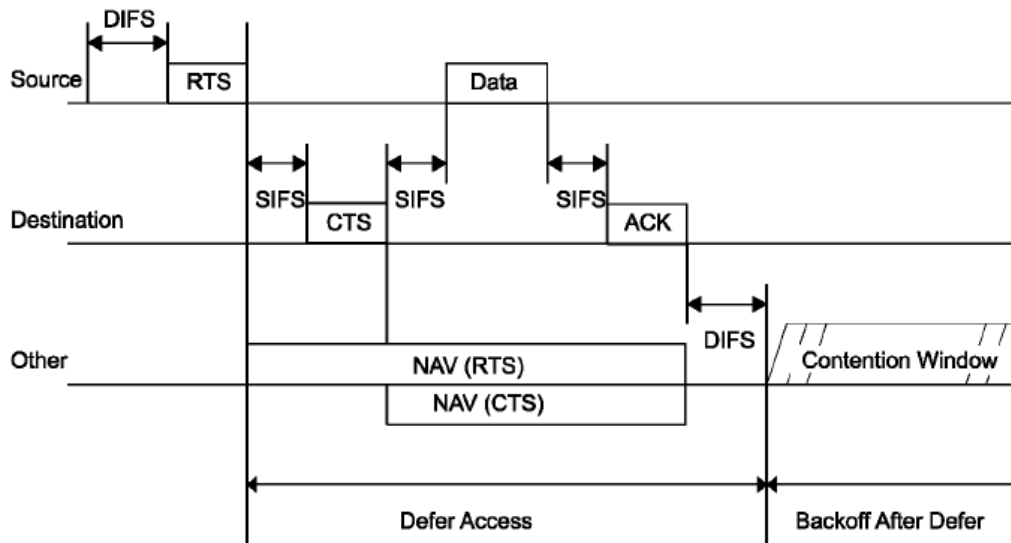 DIFS
Source
RTS
Data
SIFS
SIFS
SIFS
Destination
CTS
ACK
DIFS
Other
NAV (RTS)
Contention Window
NAV (CTS)
Defer Access
Backoff After Defer